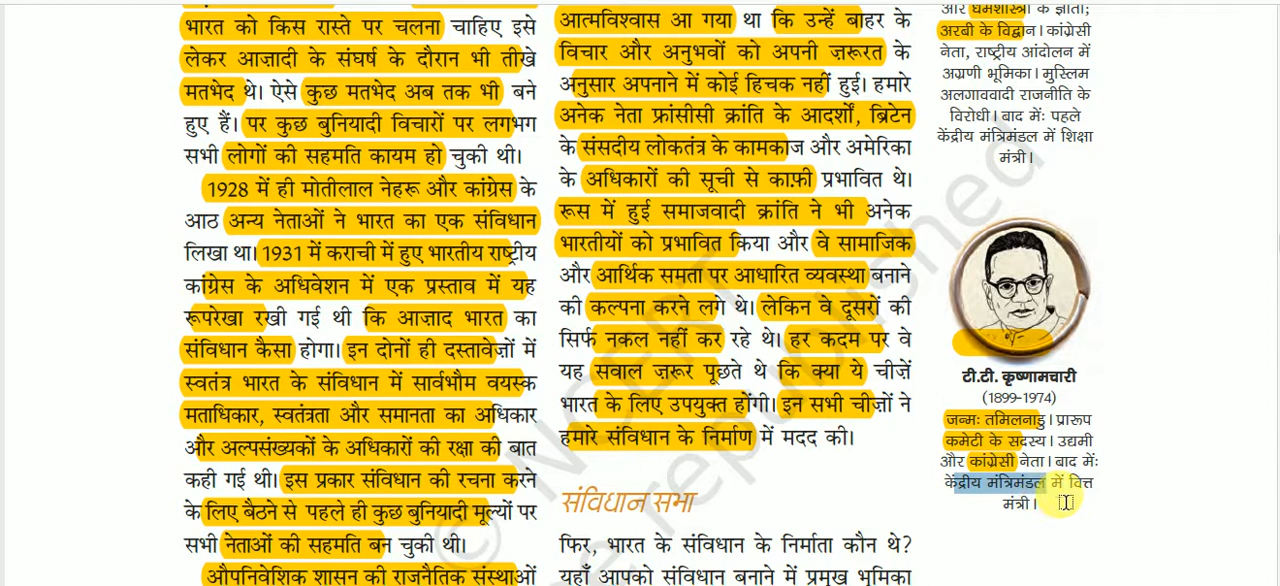 भारत को किस रास्ते पर चलना चाहिए इसे
लेकर आज़ादी के संघर्ष के दौरान भी तीखे
मतभेद थे। ऐसे कुछ मतभेद अब तक भी बने
हुए हैं। पर कुछ बुनियादी विचारों पर लगभग
सभी लोगों की सहमति कायम हो चुकी थी।
1928 में ही मोतीलाल नेहरू और कांग्रेस के
आठ अन्य नेताओं ने भारत का एक संविधान
लिखा था। 1931 में कराची में हुए भारतीय राष्ट्रीय
कांग्रेस के अधिवेशन में एक प्रस्ताव में यह
रूपरेखा रखी गई थी कि आजाद भारत का
संविधान कैसा होगा। इन दोनों ही दस्तावेज़ों में
स्वतंत्र भारत के संविधान में सार्वभौम वयस्क
मताधिकार, स्वतंत्रता और समानता का अधिकार
और अल्पसंख्यकों के अधिकारों की रक्षा की बात
कही गई थी। इस प्रकार संविधान की रचना करने
के लिए बैठने से पहले ही कुछ बुनियादी मूल्यों पर
सभी नेताओं की सहमति बन चुकी थी।
औपनिवेशिक शासन की राजनैतिक संस्थाओं
आत्मविश्वास आ गया था कि उन्हें बाहर के
विचार और अनुभवों को अपनी ज़रूरत के
अनुसार अपनाने में कोई हिचक नहीं हुई। हमारे
अनेक नेता फ्रांसीसी क्रांति के आदर्शों, ब्रिटेन
के संसदीय लोकतंत्र के कामकाज और अमेरिका
के अधिकारों की सूची से काफ़ी प्रभावित थे।
रूस में हुई समाजवादी क्रांति ने भी अनेक
भारतीयों को प्रभावित किया और वे सामाजिक
और आर्थिक समता पर आधारित व्यवस्था बनाने
की कल्पना करने लगे थे। लेकिन वे दूसरों की
सिर्फ नकल नहीं कर रहे थे। हर कदम पर वे
यह सवाल ज़रूर पूछते थे कि क्या ये चीज़ें
भारत के लिए उपयुक्त होंगी। इन सभी चीज़ों ने
हमारे संविधान के निर्माण में मदद की।
संविधान सभा
फिर, भारत के संविधान के निर्माता कौन थे?
यहाँ आपको संविधान बनाने में प्रमुख भूमिका
और धर्मशास्त्रों के ज्ञाता;
अरबी के विद्वान। कांग्रेसी
नेता, राष्ट्रीय आंदोलन में
अग्रणी भूमिका। मुस्लिम
अलगाववादी राजनीति के
विरोधी। बाद में: पहले
केंद्रीय मंत्रिमंडल में शिक्षा
मंत्री।
टी.टी. कृष्णामचारी
(1899-1974)
जन्म: तमिलनाडु। प्रारूप
कमेटी के सदस्य। उद्यमी
और कांग्रेसी नेता। बाद में:
केंद्रीय मंत्रिमंडल में वित्त
मंत्री।
© NCERT
be republished